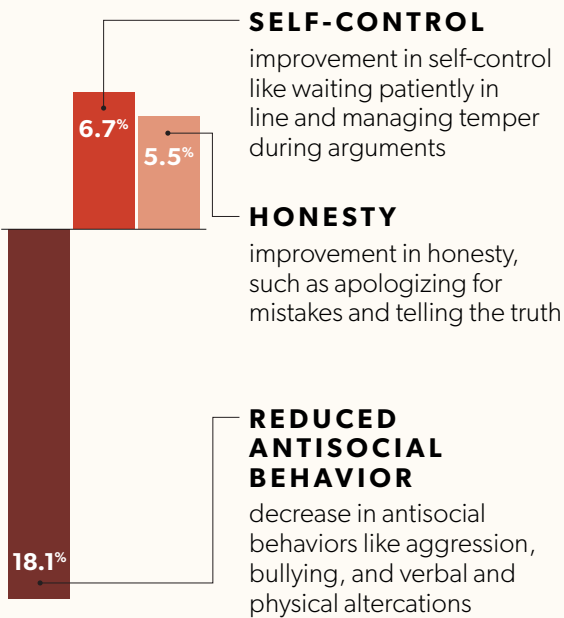 SELF-CONTROL
improvement in self-control
like waiting patiently in
line and managing temper
during arguments
6.7%
5.5%
HONESTY
improvement in honesty,
such as apologizing for
mistakes and telling the truth
REDUCED
ANTISOCIAL
BEHAVIOR
decrease in antisocial
behaviors like aggression,
bullying, and verbal and
physical altercations
18.1%